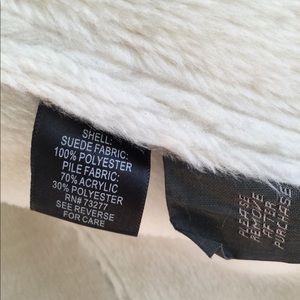 SHELL:
SUEDE FABRIC:
100% POLYESTER
PILE FABRIC:
70% ACRYLIC
30% POLYESTER
RN# 73277
SEE REVERSE
FOR CARE
PLEASE
REMOVE
AFTER
PURCHASE